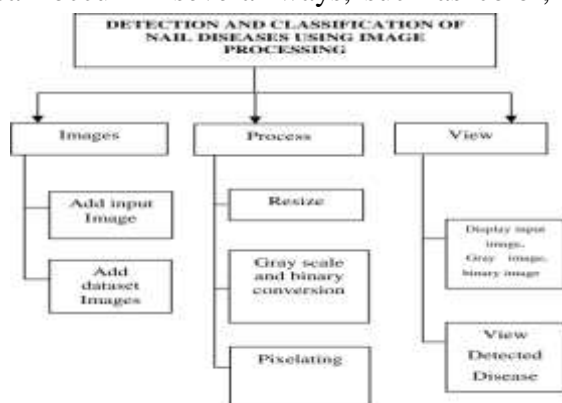 DETECTION AND CLASSIFICATION OF
NAIL DISEASES USING IMAGE
PROCESSING
Images
Process
View
Add input
Image
Add
dataset
Images
Resize
Gray scale
and binary
conversion
Pixelating
Display input
image,
Gray image,
binary image
View
Detected
Disease